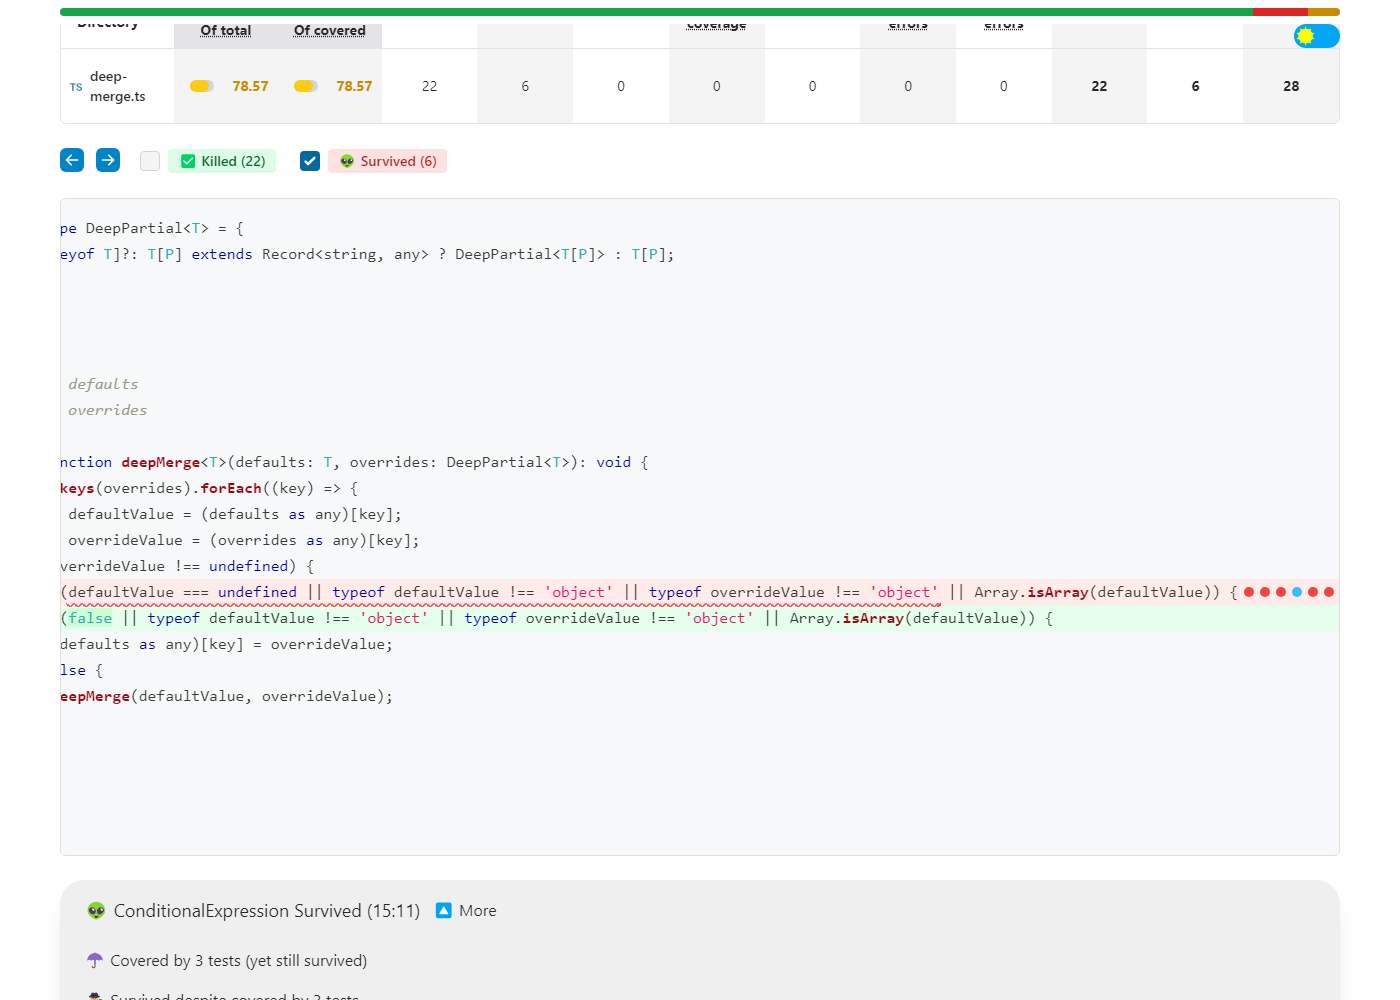 Directory
Of total Of covered coverage errors errors
TS deep-merge.ts 78.57 78.57 22 6 0 0 0 0 0 22 6 28
Killed (22) Survived (6)
pe DeepPartial<T> = {
eyof T]?: T[P] extends Record<string, any> ? DeepPartial<T[P]> : T[P];
defaults
overrides
nction deepMerge<T>(defaults: T, overrides: DeepPartial<T>): void {
keys(overrides).forEach((key) => {
defaultValue = (defaults as any)[key];
overrideValue = (overrides as any)[key];
verrideValue !== undefined) {
(defaultValue === undefined || typeof defaultValue !== 'object' || typeof overrideValue !== 'object' || Array.isArray(defaultValue)) {
(false || typeof defaultValue !== 'object' || typeof overrideValue !== 'object' || Array.isArray(defaultValue)) {
defaults as any)[key] = overrideValue;
lse {
eepMerge(defaultValue, overrideValue);
ConditionalExpression Survived (15:11) More
Covered by 3 tests (yet still survived)
Survived despite covered by 3 tests